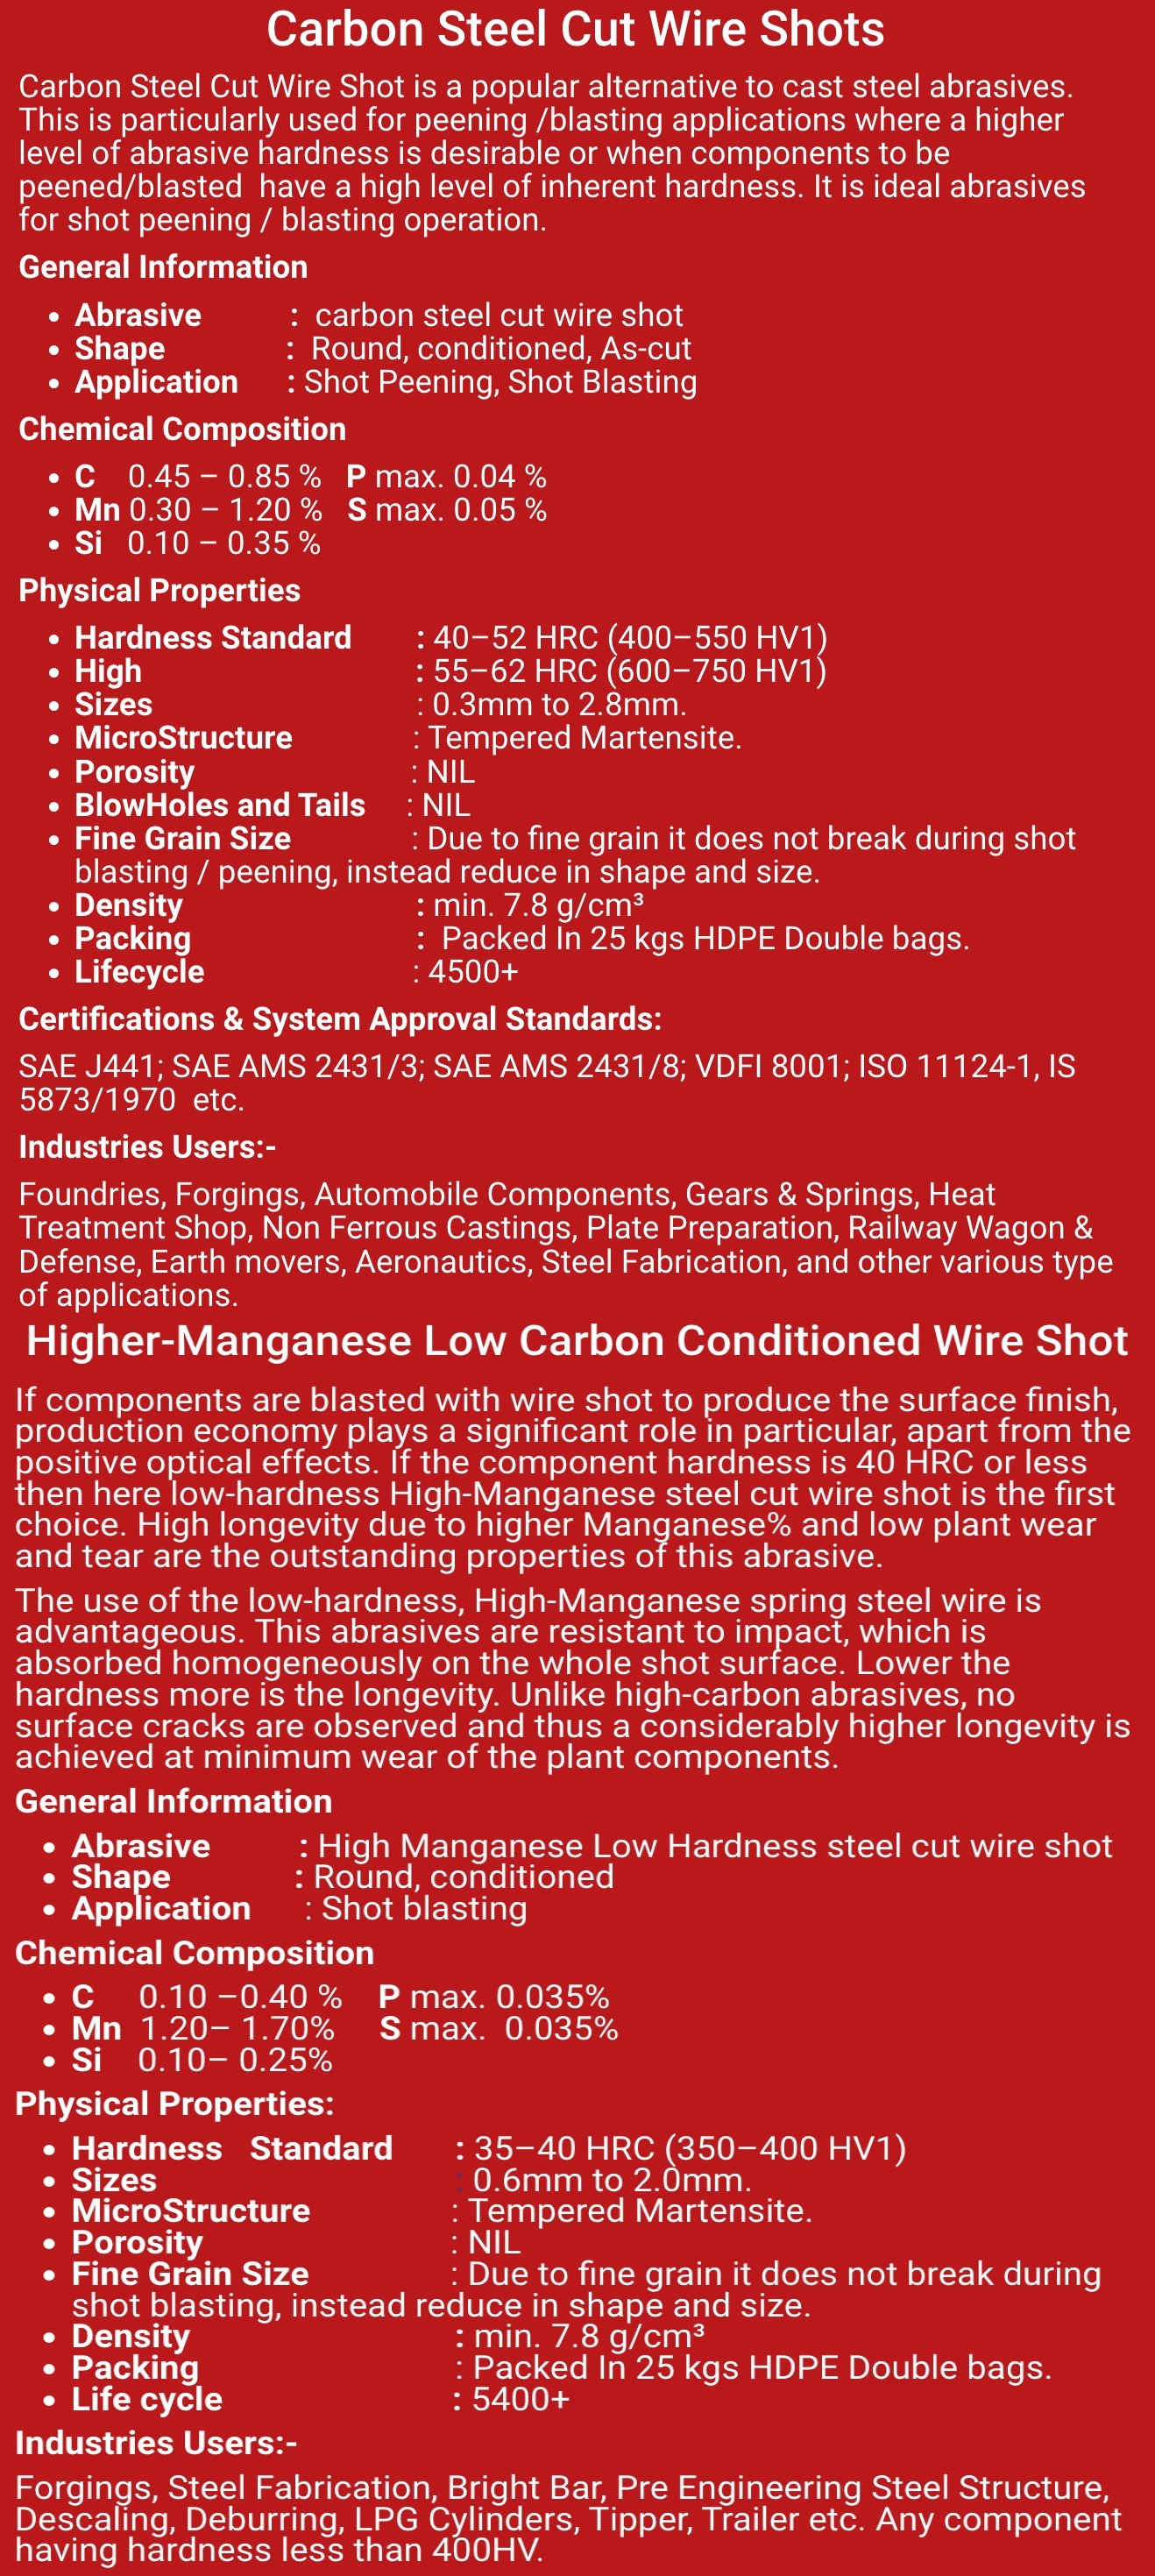 Carbon Steel Cut Wire Shots
Carbon Steel Cut Wire Shot is a popular alternative to cast steel abrasives.
This is particularly used for peening /blasting applications where a higher
level of abrasive hardness is desirable or when components to be
peened/blasted  have a high level of inherent hardness. It is ideal abrasives
for shot peening / blasting operation.
General Information
• Abrasive : carbon steel cut wire shot
• Shape : Round, conditioned, As-cut
• Application : Shot Peening, Shot Blasting
Chemical Composition
• C 0.45 – 0.85 % P max. 0.04 %
• Mn 0.30 – 1.20 % S max. 0.05 %
• Si 0.10 – 0.35 %
Physical Properties
• Hardness Standard : 40–52 HRC (400–550 HV1)
• High : 55–62 HRC (600–750 HV1)
• Sizes : 0.3mm to 2.8mm.
• MicroStructure : Tempered Martensite.
• Porosity : NIL
• BlowHoles and Tails : NIL
• Fine Grain Size : Due to fine grain it does not break during shot
blasting / peening, instead reduce in shape and size.
• Density : min. 7.8 g/cm³
• Packing : Packed In 25 kgs HDPE Double bags.
• Lifecycle : 4500+
Certifications & System Approval Standards:
SAE J441; SAE AMS 2431/3; SAE AMS 2431/8; VDFI 8001; ISO 11124-1, IS
5873/1970  etc.
Industries Users:-
Foundries, Forgings, Automobile Components, Gears & Springs, Heat
Treatment Shop, Non Ferrous Castings, Plate Preparation, Railway Wagon &
Defense, Earth movers, Aeronautics, Steel Fabrication, and other various type
of applications.
Higher-Manganese Low Carbon Conditioned Wire Shot
If components are blasted with wire shot to produce the surface finish,
production economy plays a significant role in particular, apart from the
positive optical effects. If the component hardness is 40 HRC or less
then here low-hardness High-Manganese steel cut wire shot is the first
choice. High longevity due to higher Manganese% and low plant wear
and tear are the outstanding properties of this abrasive.
The use of the low-hardness, High-Manganese spring steel wire is
advantageous. This abrasives are resistant to impact, which is
absorbed homogeneously on the whole shot surface. Lower the
hardness more is the longevity. Unlike high-carbon abrasives, no
surface cracks are observed and thus a considerably higher longevity is
achieved at minimum wear of the plant components.
General Information
• Abrasive : High Manganese Low Hardness steel cut wire shot
• Shape : Round, conditioned
• Application : Shot blasting
Chemical Composition
• C 0.10 –0.40 % P max. 0.035%
• Mn 1.20– 1.70% S max. 0.035%
• Si 0.10– 0.25%
Physical Properties:
• Hardness Standard : 35–40 HRC (350–400 HV1)
• Sizes : 0.6mm to 2.0mm.
• MicroStructure : Tempered Martensite.
• Porosity : NIL
• Fine Grain Size : Due to fine grain it does not break during
shot blasting, instead reduce in shape and size.
• Density : min. 7.8 g/cm³
• Packing : Packed In 25 kgs HDPE Double bags.
• Life cycle : 5400+
Industries Users:-
Forgings, Steel Fabrication, Bright Bar, Pre Engineering Steel Structure,
Descaling, Deburring, LPG Cylinders, Tipper, Trailer etc. Any component
having hardness less than 400HV.